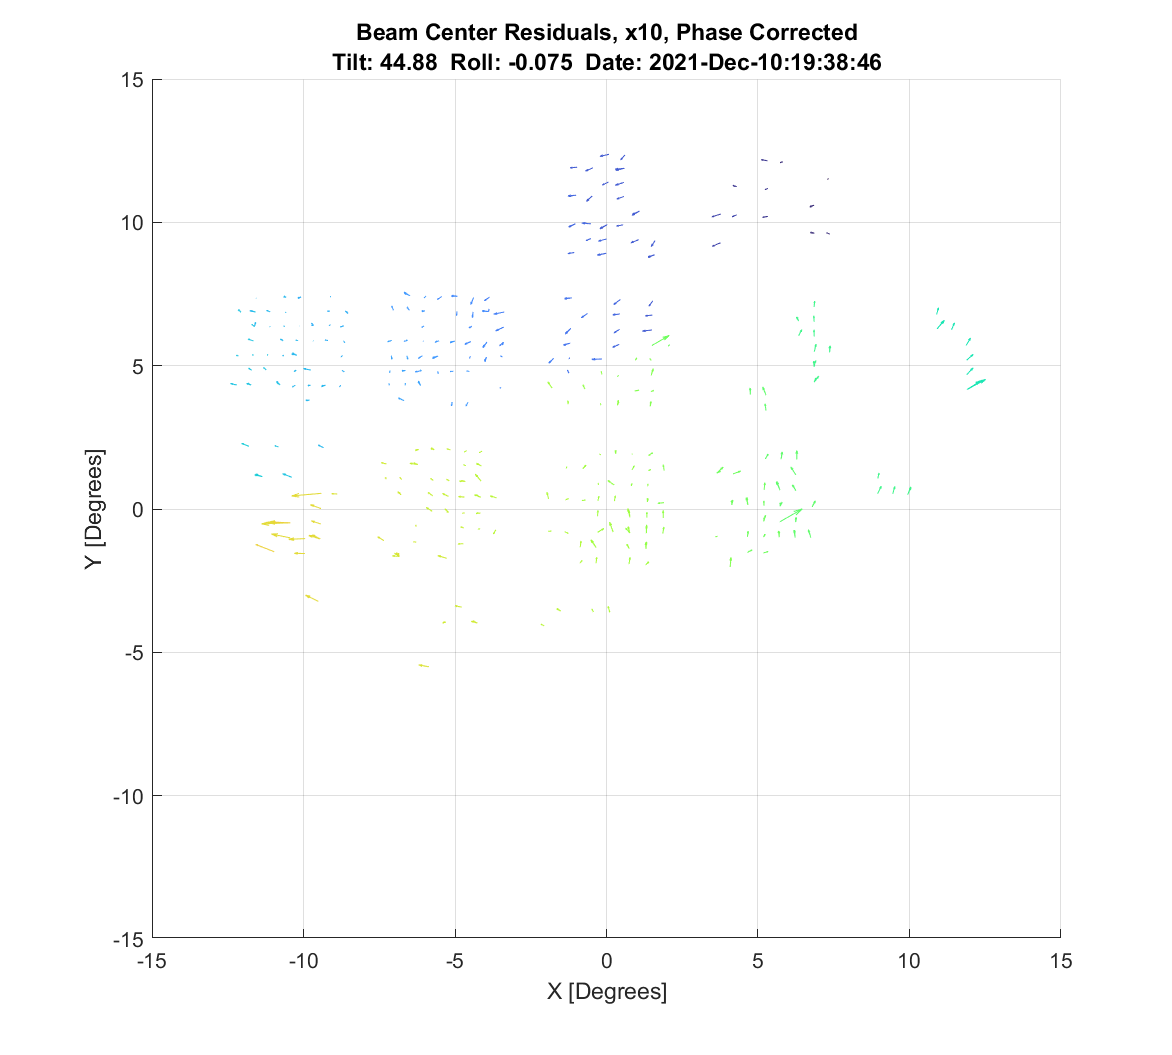 Beam Center Residuals, x10, Phase Corrected
Tilt: 44.88 Roll: -0.075 Date: 2021-Dec-10:19:38:46
15
10
5
0
-5
-10
-15
Y [Degrees]
-15 -10 -5 0 5 10 15
X [Degrees]